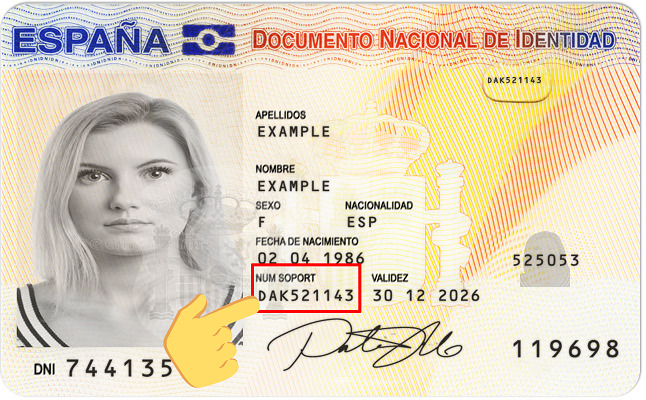 ESPAÑA DOCUMENTO NACIONAL DE IDENTIDAD
DAK521143
APELLIDOS
EXAMPLE
NOMBRE
EXAMPLE
SEXO NACIONALIDAD
F ESP
FECHA DE NACIMIENTO
02 04 1986
525053
NUM SOPORT VALIDEZ
DAK521143 30 12 2026
DNI 744135
119698